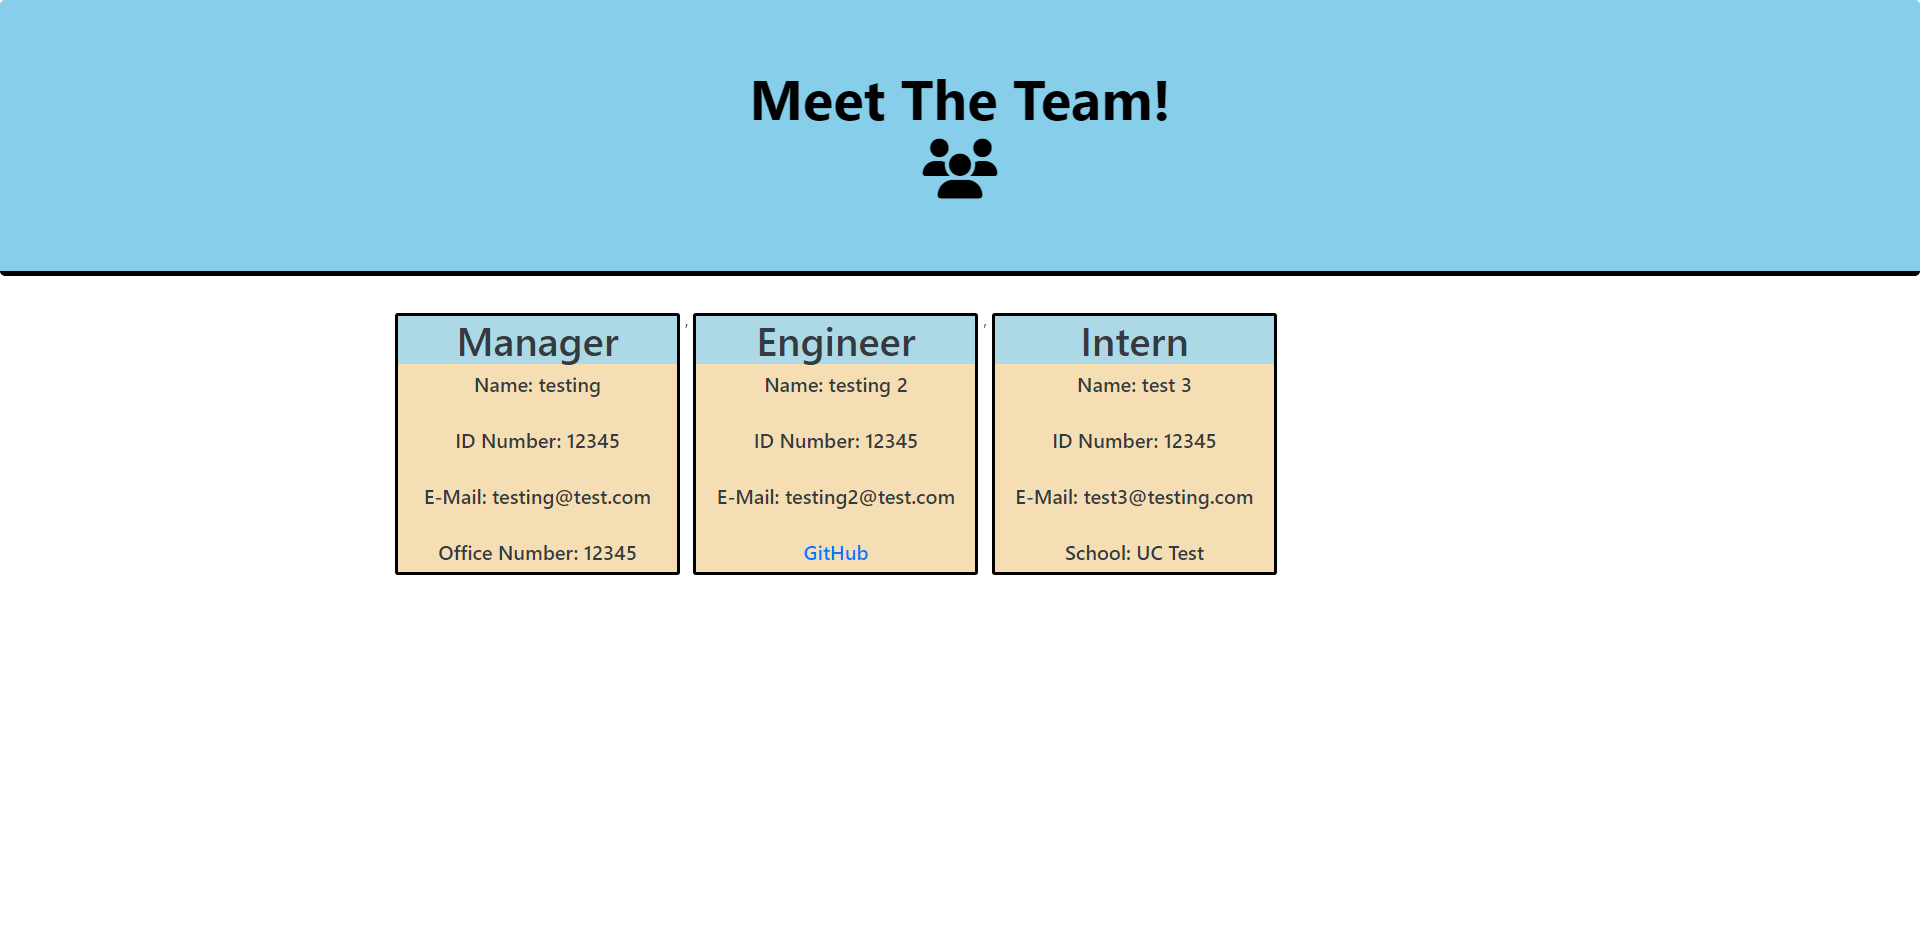 Meet The Team!
Manager
Name: testing
ID Number: 12345
E-Mail: testing@test.com
Office Number: 12345
,
Engineer
Name: testing 2
ID Number: 12345
E-Mail: testing2@test.com
GitHub
,
Intern
Name: test 3
ID Number: 12345
E-Mail: test3@testing.com
School: UC Test